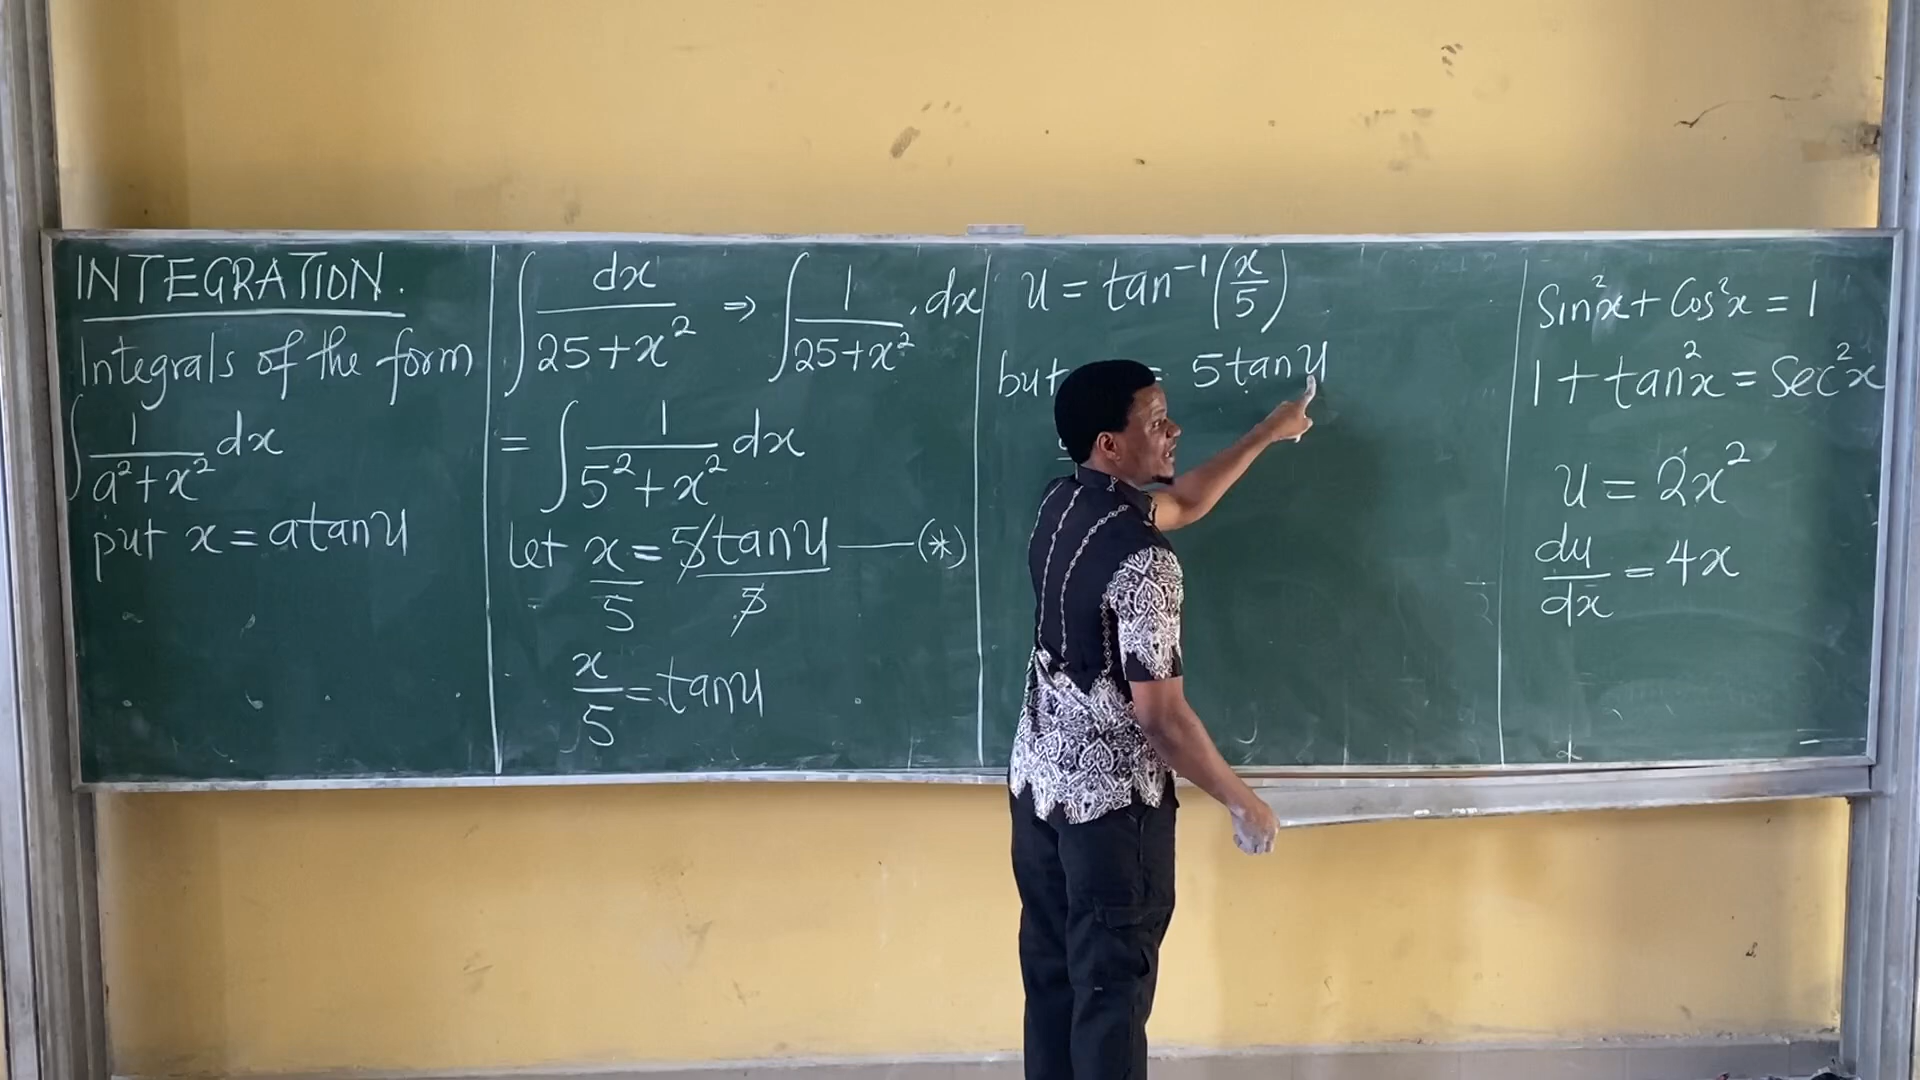 INTEGRATION.
Integrals of the form
∫ 1/(a²+x²) dx
put x = a tan u
∫ dx/(25+x²) ⇒ ∫ 1/(25+x²) . dx
= ∫ 1/(5²+x²) dx
let x/5 = 5 tan u/5 —— (*)
x/5 = tan u
u = tan⁻¹(x/5)
but = 5 tan u
Sin²x + Cos²x = 1
1 + tan²x = Sec²x
u = 2x²
du/dx = 4x